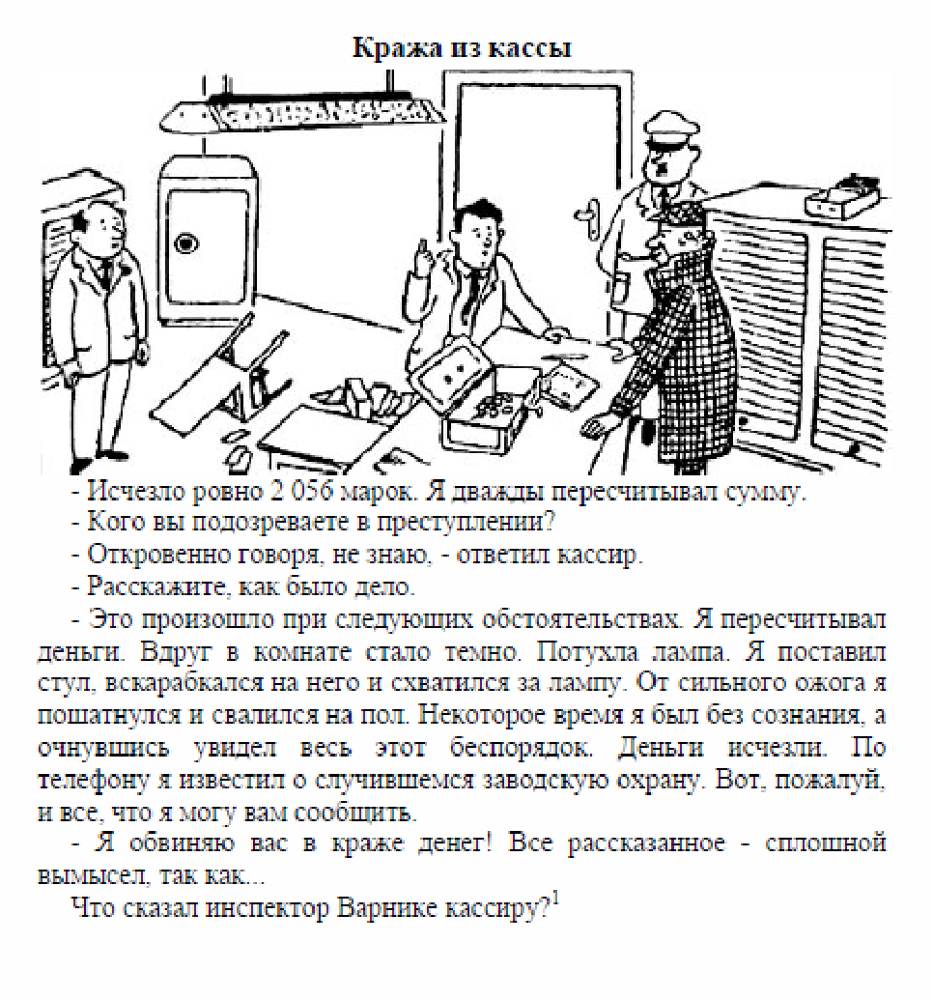 Кража из кассы
- Исчезло ровно 2 056 марок. Я дважды пересчитывал сумму.
- Кого вы подозреваете в преступлении?
- Откровенно говоря, не знаю, - ответил кассир.
- Расскажите, как было дело.
- Это произошло при следующих обстоятельствах. Я пересчитывал
деньги. Вдруг в комнате стало темно. Потухла лампа. Я поставил
стул, вскарабкался на него и схватился за лампу. От сильного ожога я
пошатнулся и свалился на пол. Некоторое время я был без сознания, а
очнувшись увидел весь этот беспорядок. Деньги исчезли. По
телефону я известил о случившемся заводскую охрану. Вот, пожалуй,
и все, что я могу вам сообщить.
- Я обвиняю вас в краже денег! Все рассказанное - сплошной
вымысел, так как...
Что сказал инспектор Варнике кассиру?1